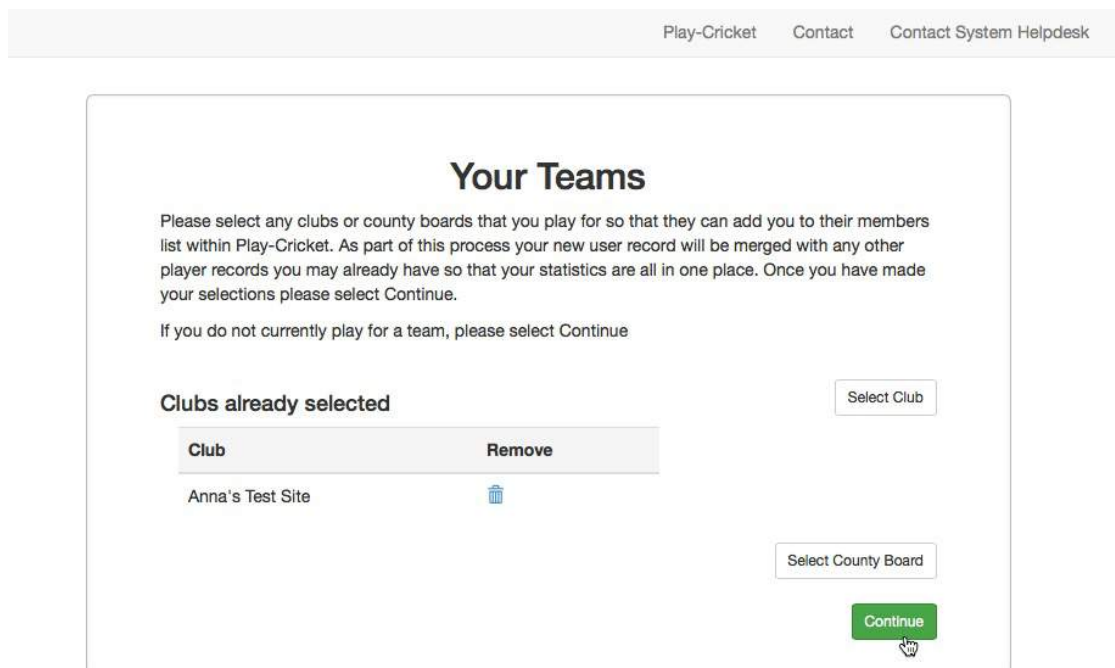 Play-Cricket Contact Contact System Helpdesk
Your Teams
Please select any clubs or county boards that you play for so that they can add you to their members
list within Play-Cricket. As part of this process your new user record will be merged with any other
player records you may already have so that your statistics are all in one place. Once you have made
your selections please select Continue.
If you do not currently play for a team, please select Continue
Clubs already selected
Select Club
Club Remove
Anna's Test Site
Select County Board
Continue